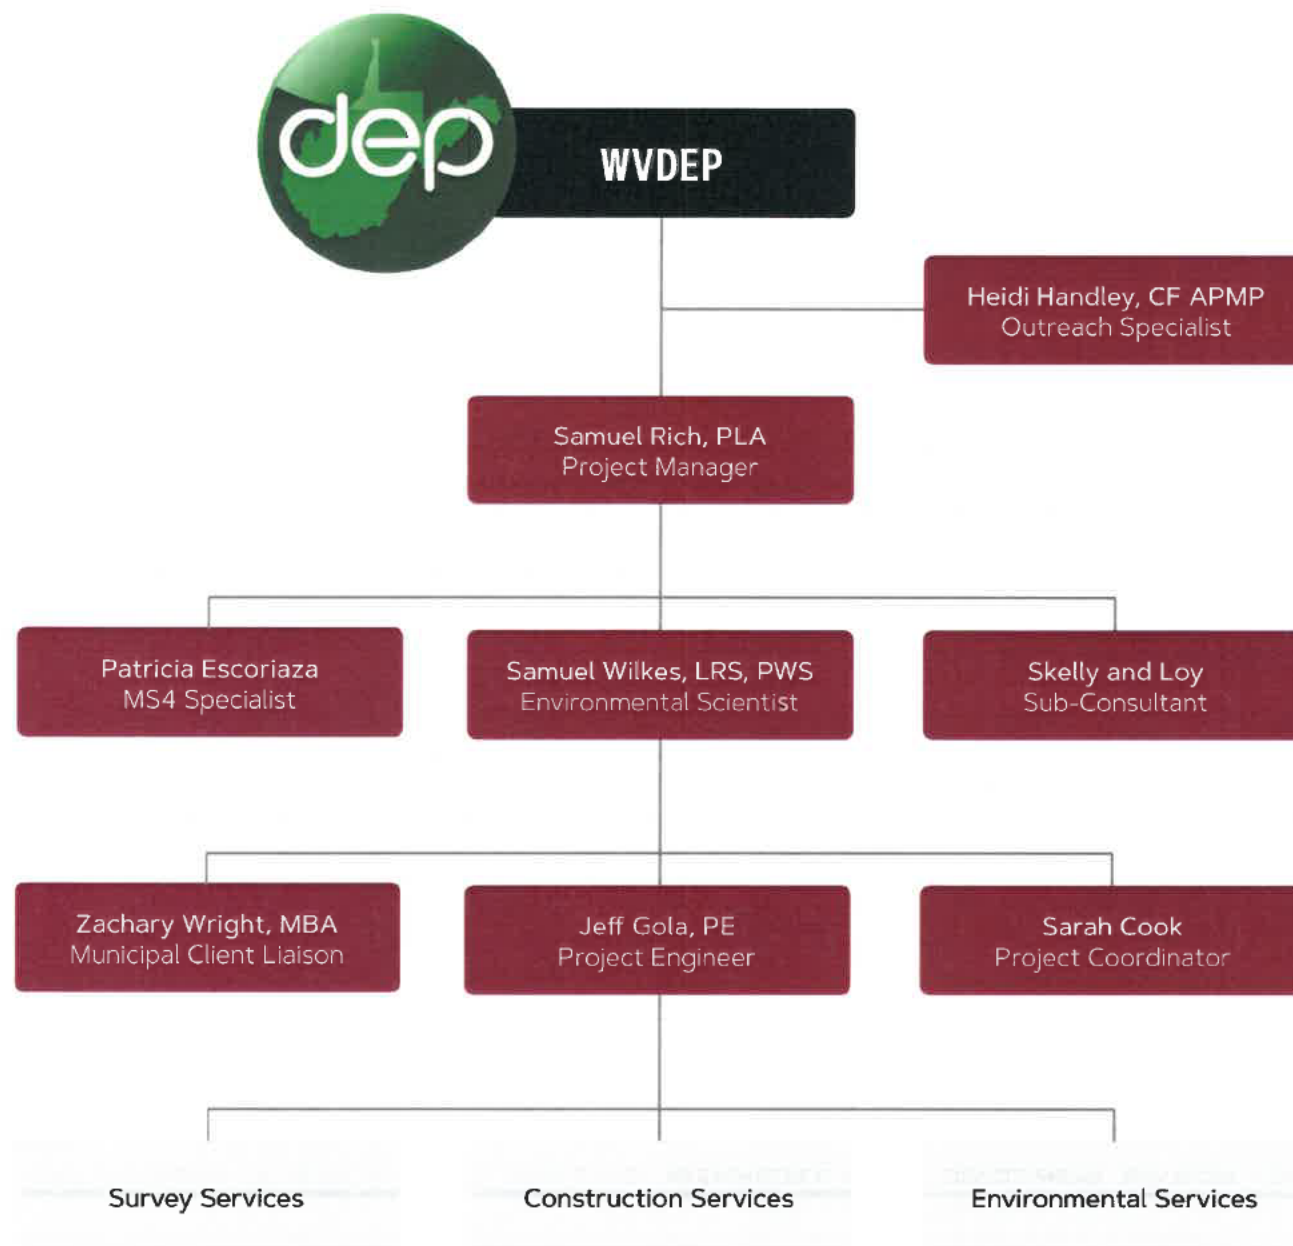 dep
WVDEP
Heidi Handley, CF APMP
Outreach Specialist
Samuel Rich, PLA
Project Manager
Patricia Escoriaza
MS4 Specialist
Samuel Wilkes, LRS, PWS
Environmental Scientist
Skelly and Loy
Sub-Consultant
Zachary Wright, MBA
Municipal Client Liaison
Jeff Gola, PE
Project Engineer
Sarah Cook
Project Coordinator
Survey Services
Construction Services
Environmental Services